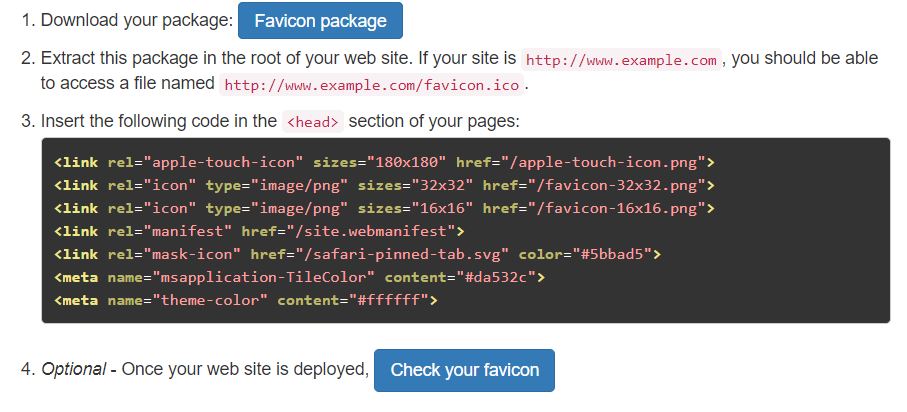 1. Download your package: Favicon package
2. Extract this package in the root of your web site. If your site is http://www.example.com , you should be able
to access a file named http://www.example.com/favicon.ico .
3. Insert the following code in the <head> section of your pages:
<link rel="apple-touch-icon" sizes="180x180" href="/apple-touch-icon.png">
<link rel="icon" type="image/png" sizes="32x32" href="/favicon-32x32.png">
<link rel="icon" type="image/png" sizes="16x16" href="/favicon-16x16.png">
<link rel="manifest" href="/site.webmanifest">
<link rel="mask-icon" href="/safari-pinned-tab.svg" color="#5bbad5">
<meta name="msapplication-TileColor" content="#da532c">
<meta name="theme-color" content="#ffffff">
4. Optional - Once your web site is deployed, Check your favicon